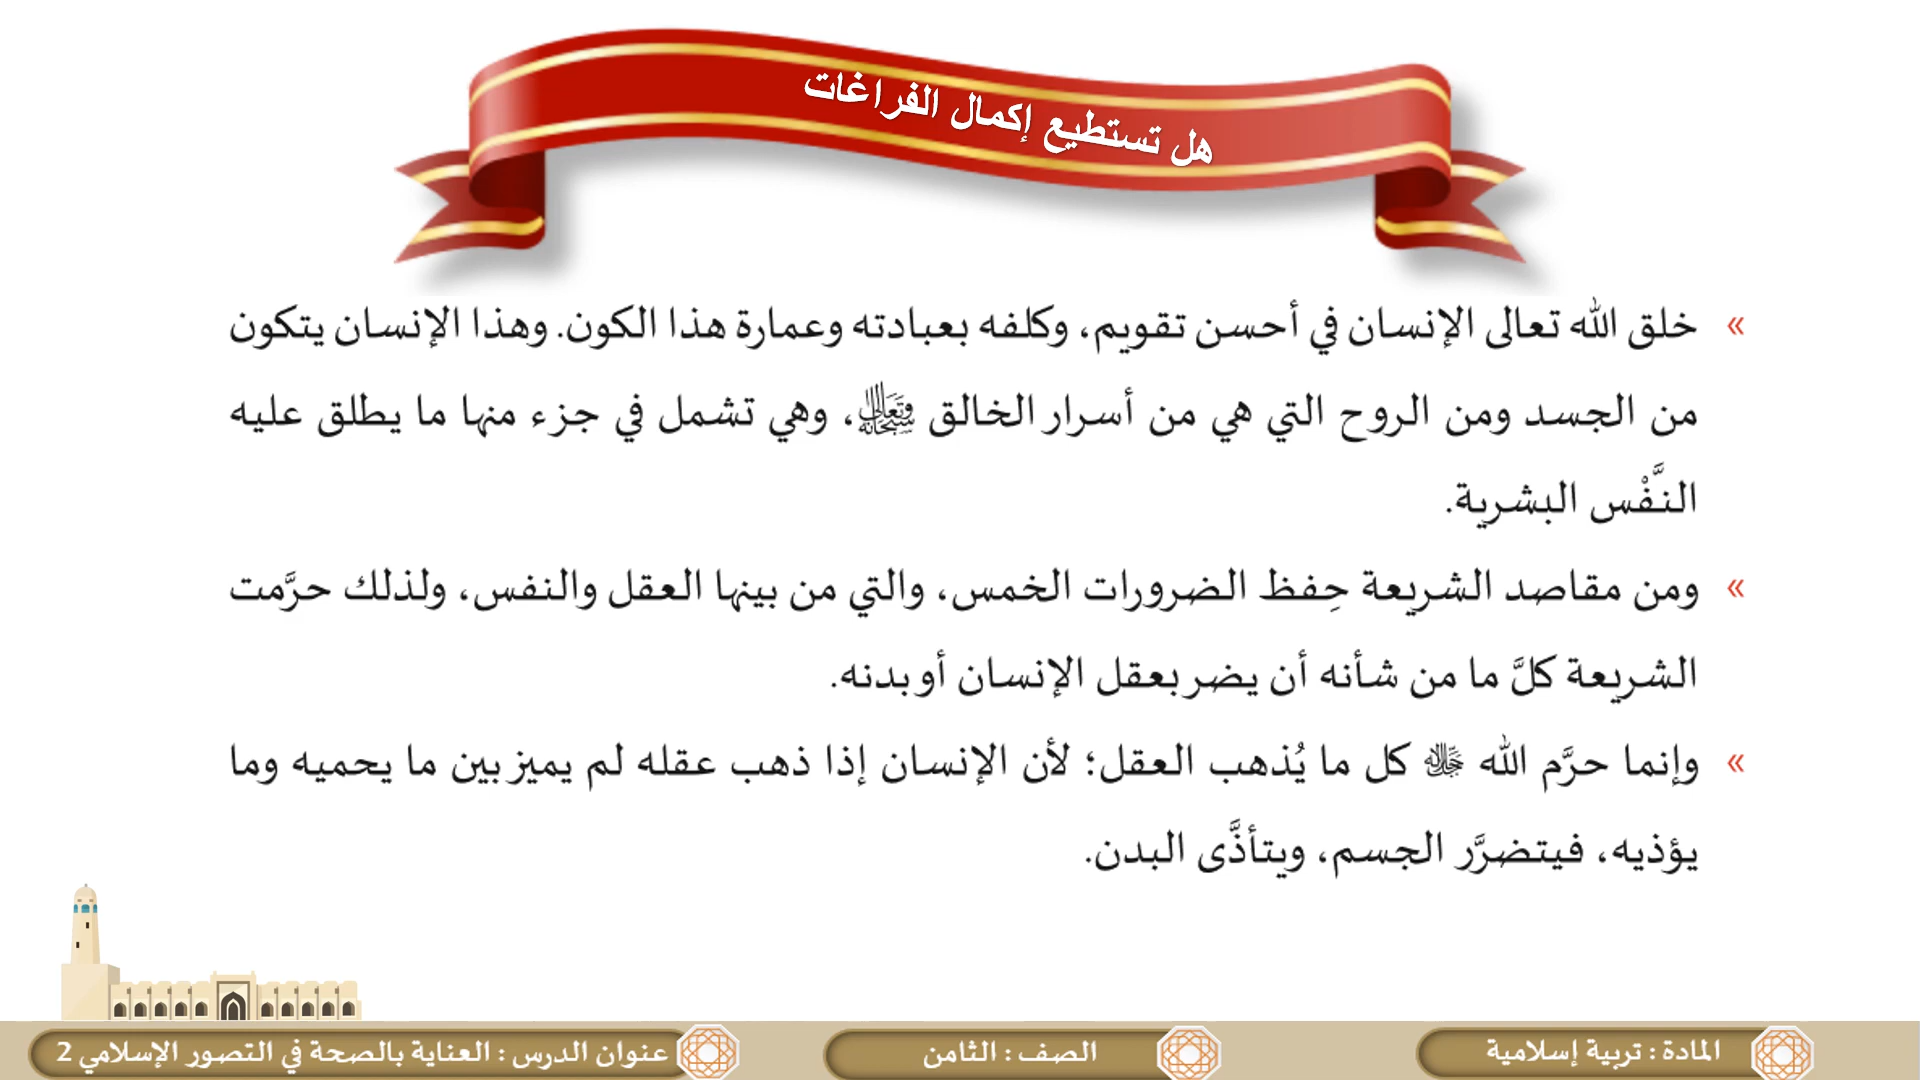 هل تستطيع إكمال الفراغات
» خلق الله تعالى الإنسان في أحسن تقويم، وكلفه بعبادته وعمارة هذا الكون. وهذا الإنسان يتكون
من الجسد ومن الروح التي هي من أسرار الخالق سُبْحَانَهُ وَتَعَالَى، وهي تشمل في جزء منها ما يطلق عليه
النَّفْس البشرية.
» ومن مقاصد الشريعة حِفظ الضرورات الخمس، والتي من بينها العقل والنفس، ولذلك حرَّمت
الشريعة كلَّ ما من شأنه أن يضر بعقل الإنسان أو بدنه.
» وإنما حرَّم الله ﷻ كل ما يُذهب العقل؛ لأن الإنسان إذا ذهب عقله لم يميز بين ما يحميه وما
يؤذيه، فيتضرَّر الجسم، ويتأذَّى البدن.
المادة : تربية إسلامية
الصف : الثامن
عنوان الدرس : العناية بالصحة في التصور الإسلامي 2